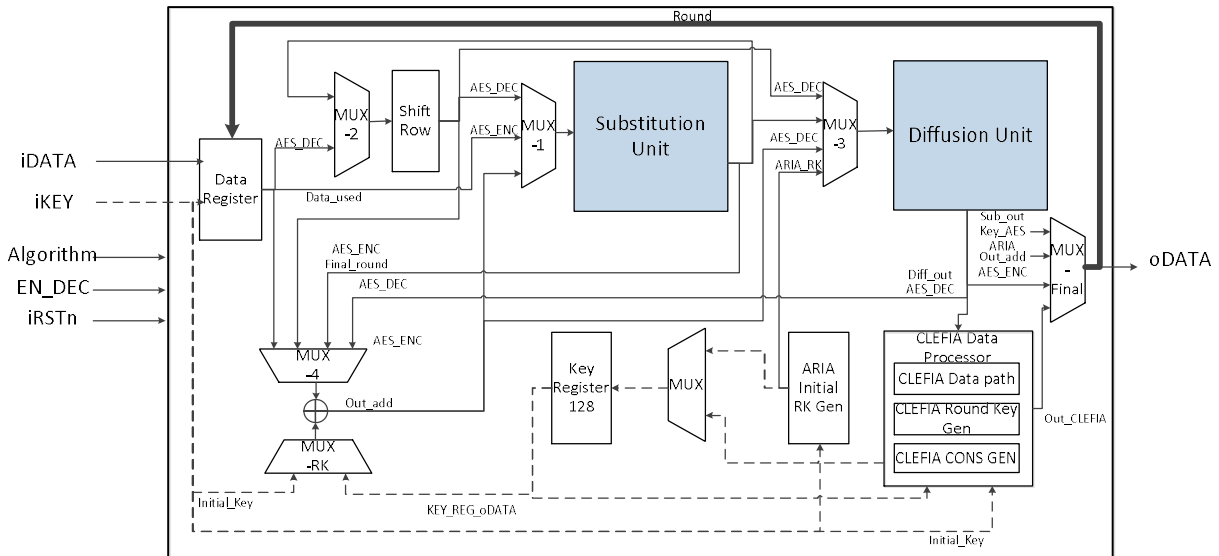 Round
AES_DEC
MUX
-2
Shift
Row
AES_DEC
AES_ENC
MUX
-1
Substitution
Unit
AES_DEC
AES_DEC
ARIA_RK
MUX
-3
Diffusion Unit
iDATA
iKEY
Algorithm
EN_DEC
iRSTn
Data
Register
Data_used
AES_ENC
Final_round
AES_DEC
AES_ENC
Diff_out
AES_DEC
Sub_out
Key_AES
ARIA
Out_add
AES_ENC
MUX
-
Final
oDATA
MUX
-4
Out_add
MUX
-RK
Key
Register
128
MUX
ARIA
Initial
RK Gen
CLEFIA Data
Processor
CLEFIA Data path
CLEFIA Round Key
Gen
CLEFIA CONS GEN
Out_CLEFIA
Initial_Key
KEY_REG_oDATA
Initial_Key